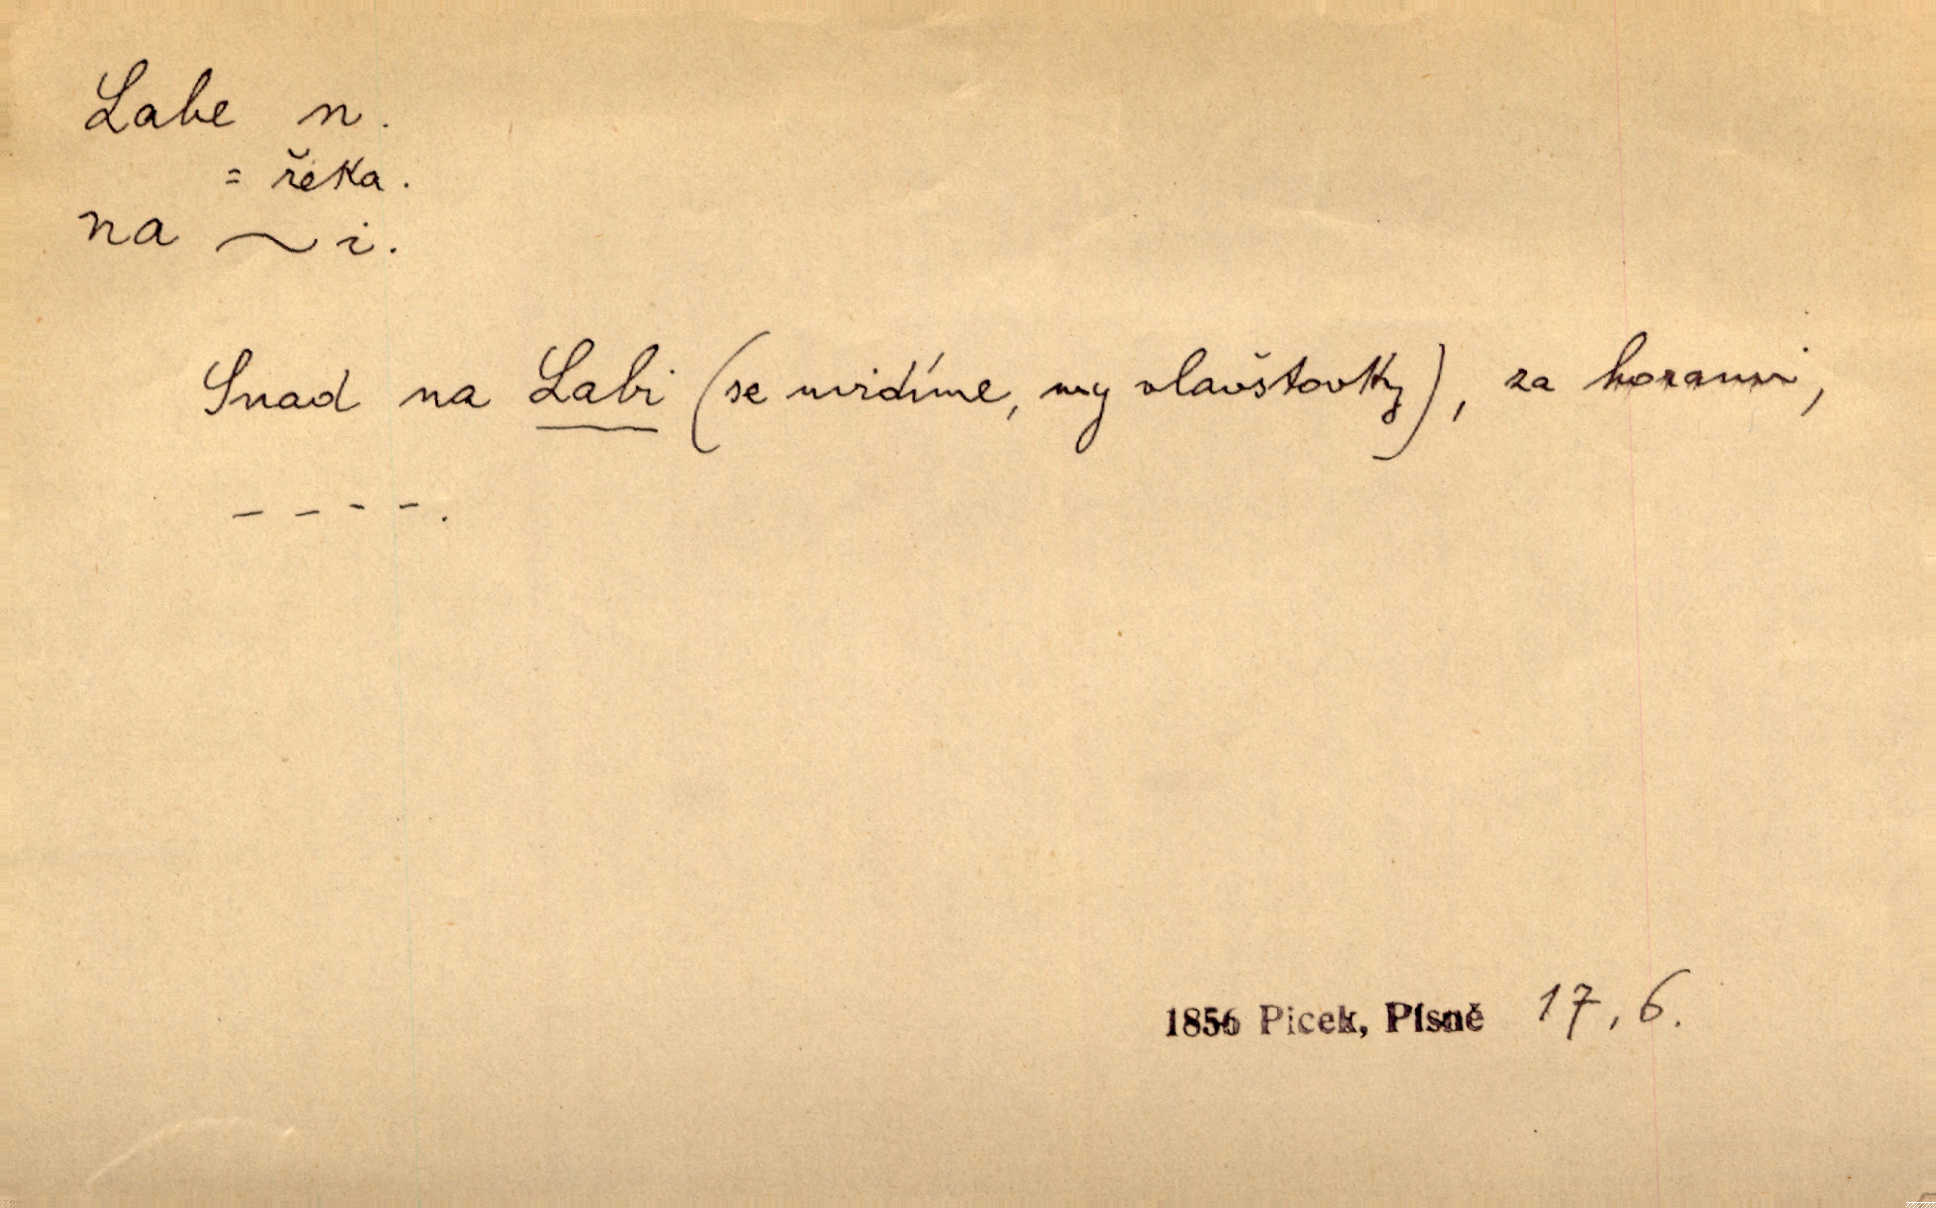 Labe n.
= řeka.
na ~i.
Snad na Labi (se uvidíme, my vlaštovky), za horami,
- - - -.
1856 Picek, Písně 17, 6.